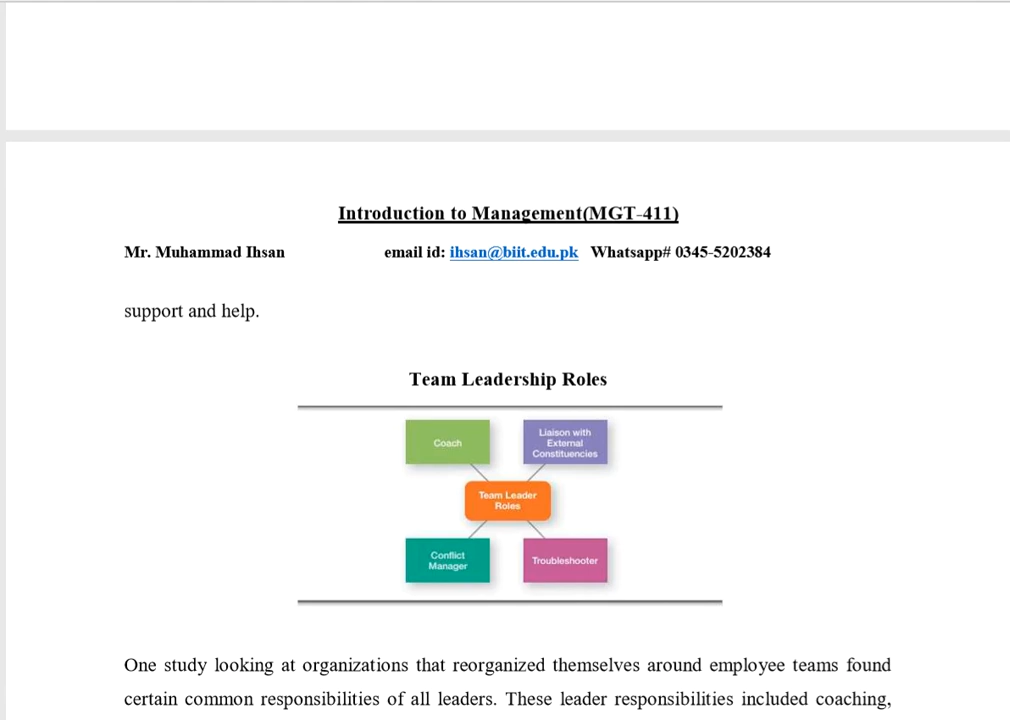 Introduction to Management(MGT-411)
Mr. Muhammad Ihsan email id: ihsan@biit.edu.pk Whatsapp# 0345-5202384
support and help.
Team Leadership Roles
Coach
Liaison with
External
Constituencies
Team Leader
Roles
Conflict
Manager
Troubleshooter
One study looking at organizations that reorganized themselves around employee teams found
certain common responsibilities of all leaders. These leader responsibilities included coaching,